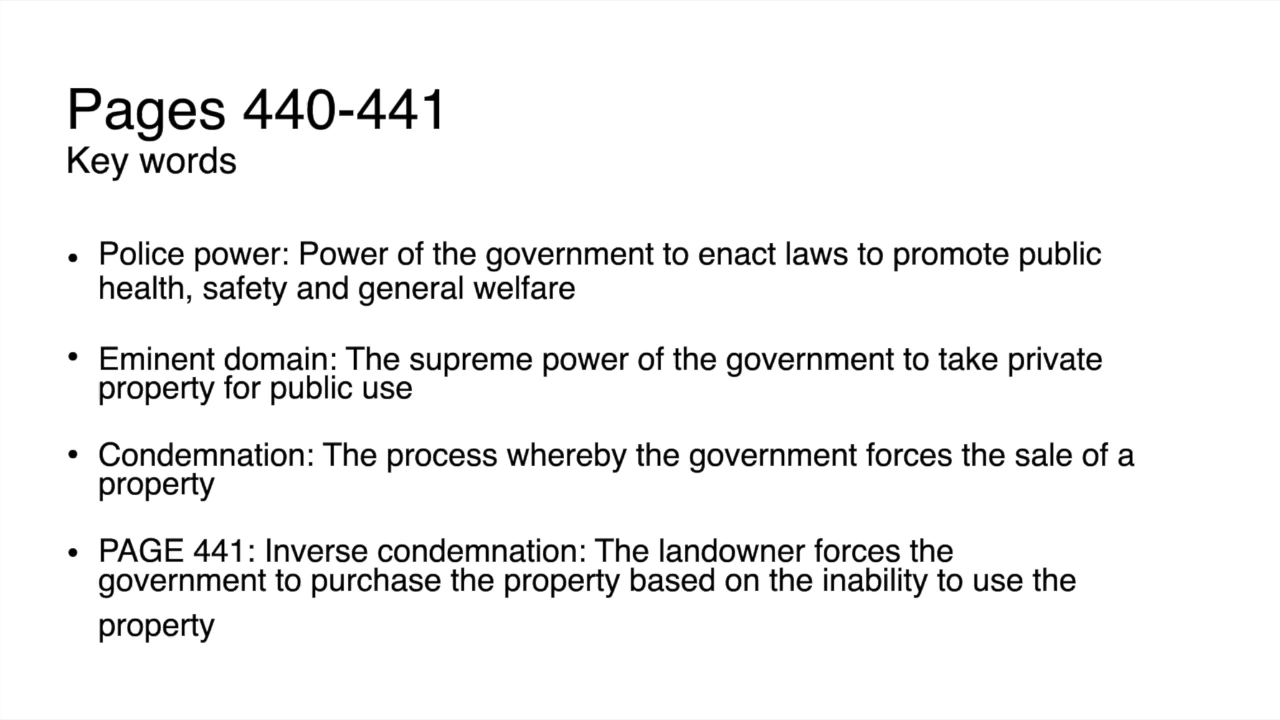 Pages 440-441
Key words
• Police power: Power of the government to enact laws to promote public
health, safety and general welfare
• Eminent domain: The supreme power of the government to take private
property for public use
• Condemnation: The process whereby the government forces the sale of a
property
• PAGE 441: Inverse condemnation: The landowner forces the
government to purchase the property based on the inability to use the
property